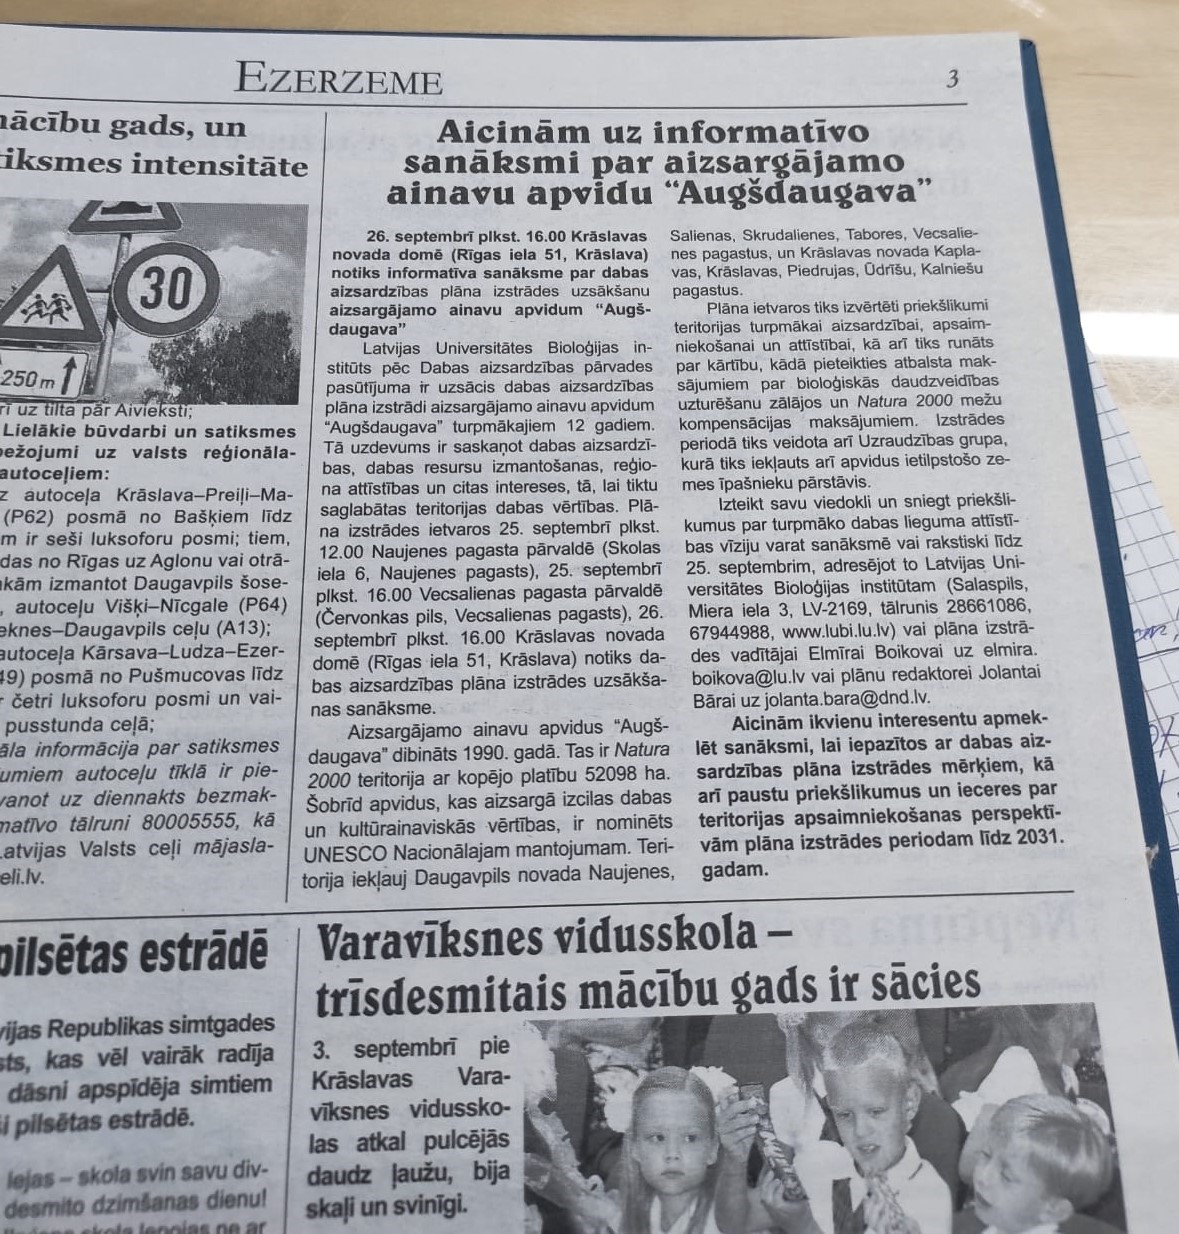 EZERZEME
3
mācību gads, un
tiksmes intensitāte
30
250 m
uz tilta pār AiviekstI;
Lielākie būvdarbi un satiksmes
reģionāla-
autoceļiem:
autoceļa Krāslava–Preiļi–Ma-
(P62) posmā no Bašķiem līdz
ir seši luksoforu posmi; tiem,
das no Rīgas uz Aglonu vai otrā-
kām izmantot Daugavpils šose-
, autoceļu Višķi–Nīcgale (P64)
eknes–Daugavpils ceļu (A13);
autoceļa Kārsava–Ludza–Ezer-
49) posmā no Pušmucovas līdz
četri luksoforu posmi un vai-
pusstunda ceļā;
āla informācija par satiksmes
umiem autoceļu tīklā ir pie-
vanot uz diennakts bezmak-
matīvo tālruni 80005555, kā
Latvijas Valsts ceļi mājasla-
eli.lv.
Aicinām uz informatīvo
sanāksmi par aizsargājamo
ainavu apvidu “Augšdaugava”
26. septembrī plkst. 16.00 Krāslavas
novada domē (Rīgas iela 51, Krāslava)
notiks informatīva sanāksme par dabas
aizsardzības plāna izstrādes uzsākšanu
aizsargājamo ainavu apvidum “Augš-
daugava”
Latvijas Universitātes Bioloģijas in-
stitūts pēc Dabas aizsardzības pārvades
pasūtījuma ir uzsācis dabas aizsardzības
plāna izstrādi aizsargājamo ainavu apvidum
“Augšdaugava” turpmākajiem 12 gadiem.
Tā uzdevums ir saskaņot dabas aizsardzī-
bas, dabas resursu izmantošanas, reģio-
na attīstības un citas intereses, tā, lai tiktu
saglabātas teritorijas dabas vērtības. Plā-
na izstrādes ietvaros 25. septembrī plkst.
12.00 Naujenes pagasta pārvaldē (Skolas
iela 6, Naujenes pagasts), 25. septembrī
plkst. 16.00 Vecsalienas pagasta pārvaldē
(Červonkas pils, Vecsalienas pagasts), 26.
septembrī plkst. 16.00 Krāslavas novada
domē (Rīgas iela 51, Krāslava) notiks da-
bas aizsardzības plāna izstrādes uzsākša-
nas sanāksme.
Aizsargājamo ainavu apvidus “Augš-
daugava” dibināts 1990. gadā. Tas ir Natura
2000 teritorija ar kopējo platību 52098 ha.
Šobrīd apvidus, kas aizsargā izcilas dabas
un kultūrainaviskās vērtības, ir nominēts
UNESCO Nacionālajam mantojumam. Teri-
torija iekļauj Daugavpils novada Naujenes,
Salienas, Skrudalienes, Tabores, Vecsalie-
nes pagastus, un Krāslavas novada Kapla-
vas, Krāslavas, Piedrujas, Ūdrīšu, Kalniešu
pagastus.
Plāna ietvaros tiks izvērtēti priekšlikumi
teritorijas turpmākai aizsardzībai, apsaim-
niekošanai un attīstībai, kā arī tiks runāts
par kārtību, kādā pieteikties atbalsta mak-
sājumiem par bioloģiskās daudzveidības
uzturēšanu zālājos un Natura 2000 mežu
kompensācijas maksājumiem. Izstrādes
periodā tiks veidota arī Uzraudzības grupa,
kurā tiks iekļauts arī apvidus ietilpstošo ze-
mes īpašnieku pārstāvis.
Izteikt savu viedokli un sniegt priekšli-
kumus par turpmāko dabas lieguma attīstī-
bas vīziju varat sanāksmē vai rakstiski līdz
25. septembrim, adresējot to Latvijas Uni-
versitātes Bioloģijas institūtam (Salaspils,
Miera iela 3, LV-2169, tālrunis 28661086,
67944988, www.lubi.lu.lv) vai plāna izstrā-
des vadītājai Elmīrai Boikovai uz elmira.
boikova@lu.lv vai plānu redaktorei Jolantai
Bārai uz jolanta.bara@dnd.lv.
Aicinām ikvienu interesentu apmek-
lēt sanāksmi, lai iepazītos ar dabas aiz-
sardzības plāna izstrādes mērķiem, kā
arī paustu priekšlikumus un ieceres par
teritorijas apsaimniekošanas perspektī-
vām plāna izstrādes periodam līdz 2031.
gadam.
pilsētas estrādē
vijas Republikas simtgades
sts, kas vēl vairāk radīja
dāsni apspīdēja simtiem
pilsētas estrādē.
lejas – skola svin savu div-
desmito dzimšanas dienu!
Varavīksnes vidusskola –
trīsdesmitais mācību gads ir sācies
3. septembrī pie
Krāslavas Vara-
vīksnes vidussko-
las atkal pulcējās
daudz ļaužu, bija
skaļi un svinīgi.